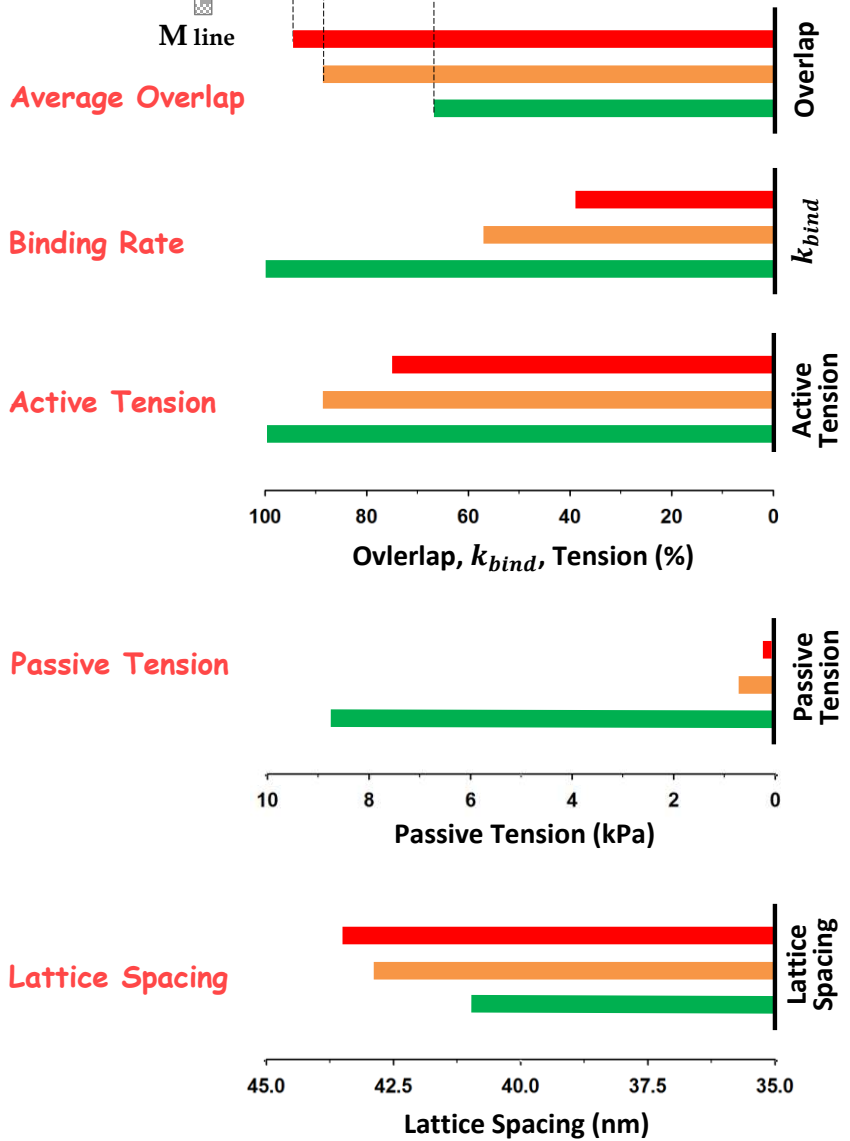 M line
Average Overlap
Overlap
Binding Rate
k_bind
Active Tension
Active
Tension
100 80 60 40 20 0
Ovlerlap, k_bind, Tension (%)
Passive Tension
Passive
Tension
10 8 6 4 2 0
Passive Tension (kPa)
Lattice Spacing
Lattice
Spacing
45.0 42.5 40.0 37.5 35.0
Lattice Spacing (nm)